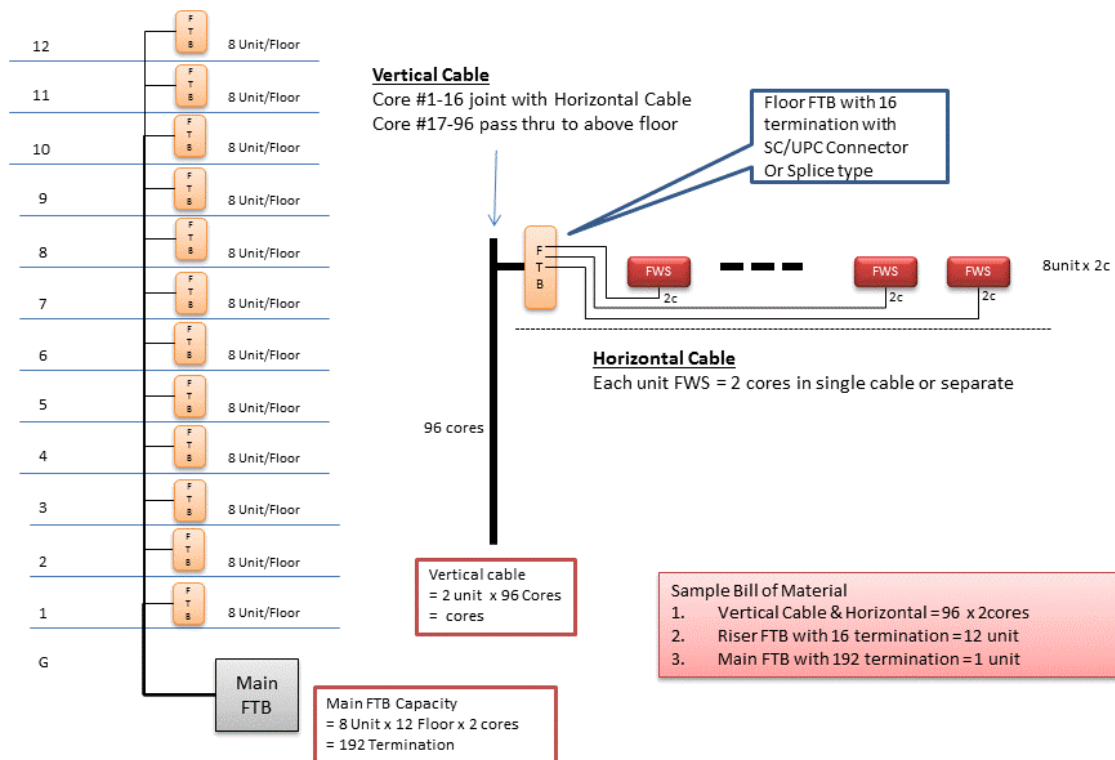 12
F
T
B
8 Unit/Floor
11
F
T
B
8 Unit/Floor
10
F
T
B
8 Unit/Floor
9
F
T
B
8 Unit/Floor
8
F
T
B
8 Unit/Floor
7
F
T
B
8 Unit/Floor
6
F
T
B
8 Unit/Floor
5
F
T
B
8 Unit/Floor
4
F
T
B
8 Unit/Floor
3
F
T
B
8 Unit/Floor
2
F
T
B
8 Unit/Floor
1
F
T
B
8 Unit/Floor
G
Main
FTB
Main FTB Capacity
= 8 Unit x 12 Floor x 2 cores
= 192 Termination
Vertical Cable
Core #1-16 joint with Horizontal Cable
Core #17-96 pass thru to above floor
Floor FTB with 16
termination with
SC/UPC Connector
Or Splice type
F
T
B
FWS
2c
FWS
2c
FWS
2c
8unit x 2c
Horizontal Cable
Each unit FWS = 2 cores in single cable or separate
96 cores
Vertical cable
= 2 unit x 96 Cores
= cores
Sample Bill of Material
1. Vertical Cable & Horizontal = 96 x 2cores
2. Riser FTB with 16 termination = 12 unit
3. Main FTB with 192 termination = 1 unit